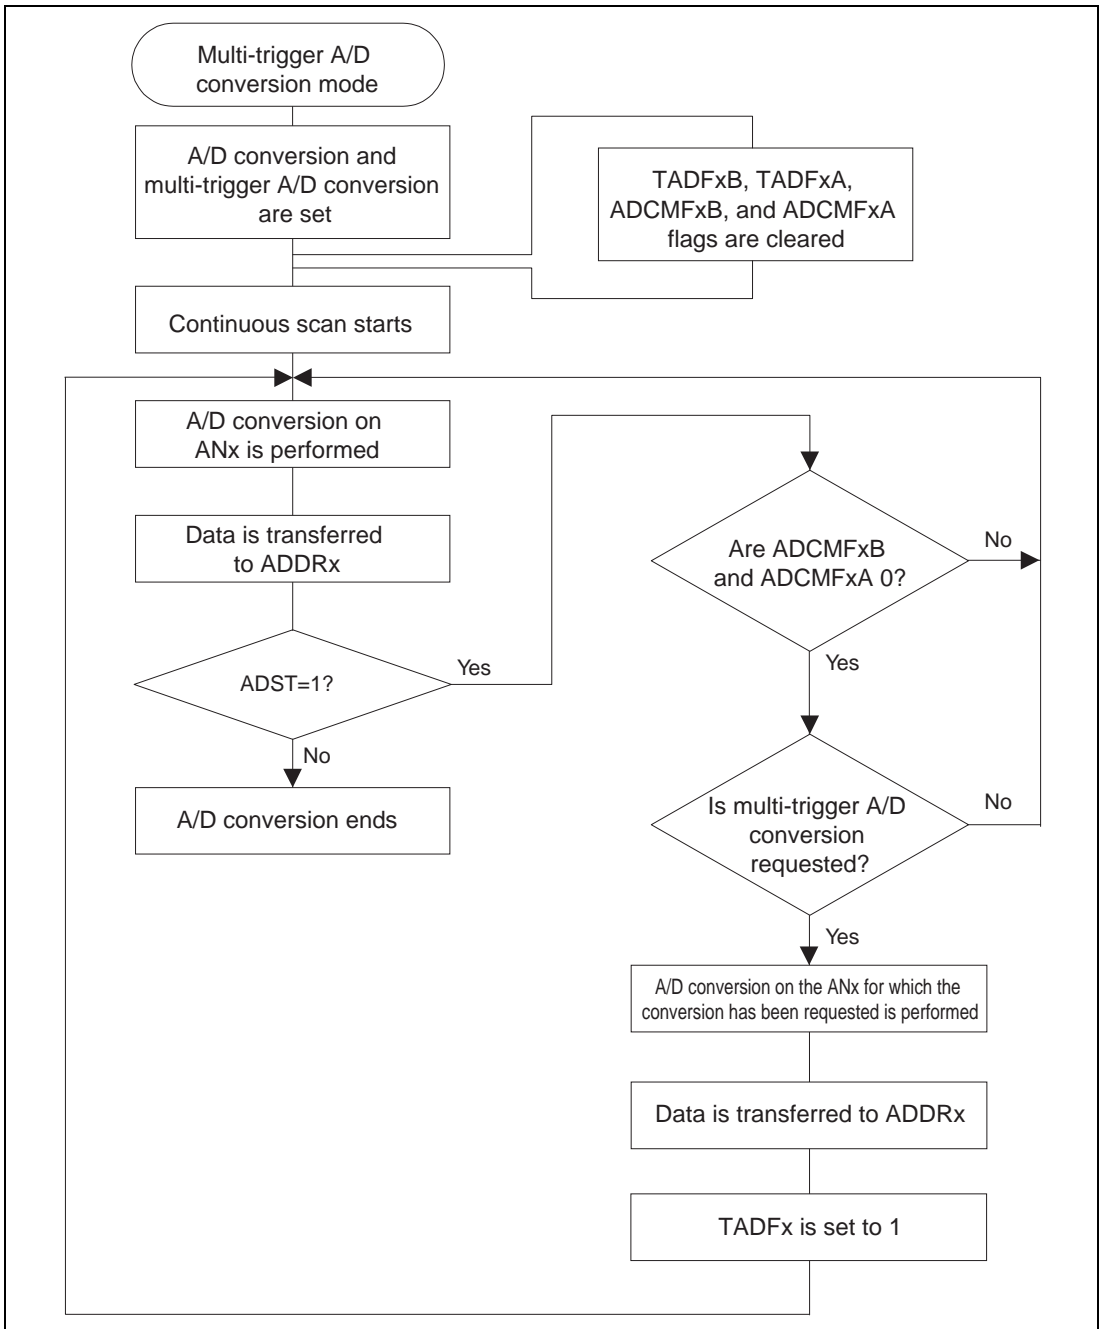 Multi-trigger A/D
conversion mode
A/D conversion and
multi-trigger A/D conversion
are set
TADFxB, TADFxA,
ADCMFxB, and ADCMFxA
flags are cleared
Continuous scan starts
A/D conversion on
ANx is performed
Data is transferred
to ADDRx
ADST=1?
Yes
No
A/D conversion ends
Are ADCMFxB
and ADCMFxA 0?
No
Yes
Is multi-trigger A/D
conversion
requested?
No
Yes
A/D conversion on the ANx for which the
conversion has been requested is performed
Data is transferred to ADDRx
TADFx is set to 1